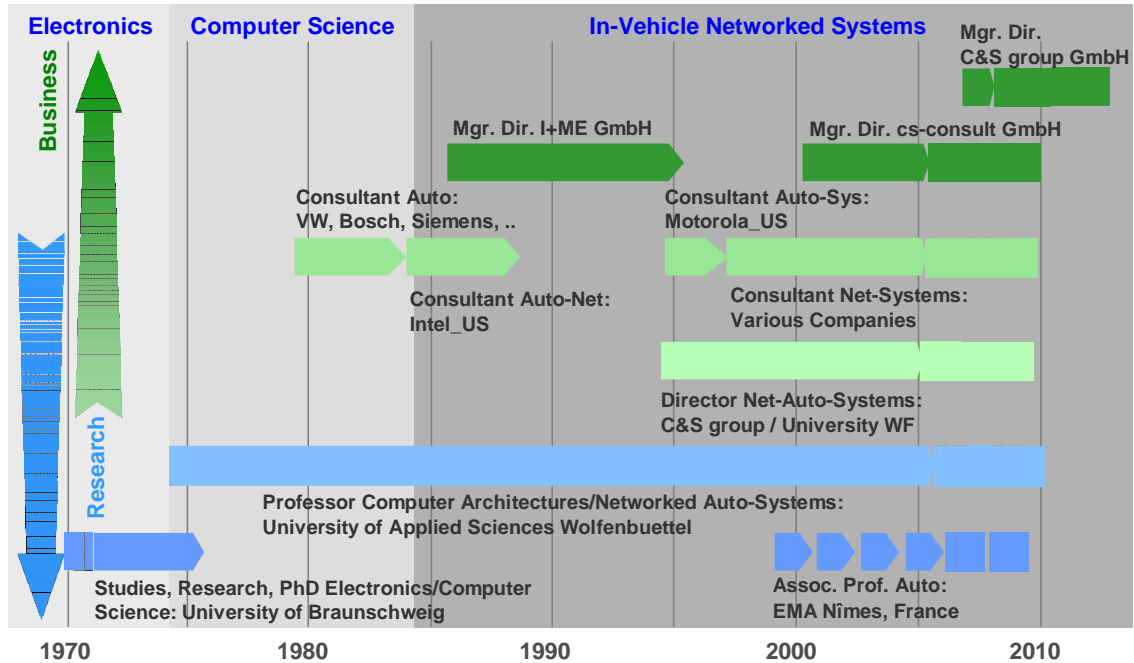 Electronics
Computer Science
In-Vehicle Networked Systems
Business
Research
Mgr. Dir.
C&S group GmbH
Mgr. Dir. I+ME GmbH
Mgr. Dir. cs-consult GmbH
Consultant Auto:
VW, Bosch, Siemens, ..
Consultant Auto-Sys:
Motorola_US
Consultant Auto-Net:
Intel_US
Consultant Net-Systems:
Various Companies
Director Net-Auto-Systems:
C&S group / University WF
Professor Computer Architectures/Networked Auto-Systems:
University of Applied Sciences Wolfenbuettel
Studies, Research, PhD Electronics/Computer
Science: University of Braunschweig
Assoc. Prof. Auto:
EMA Nîmes, France
1970
1980
1990
2000
2010